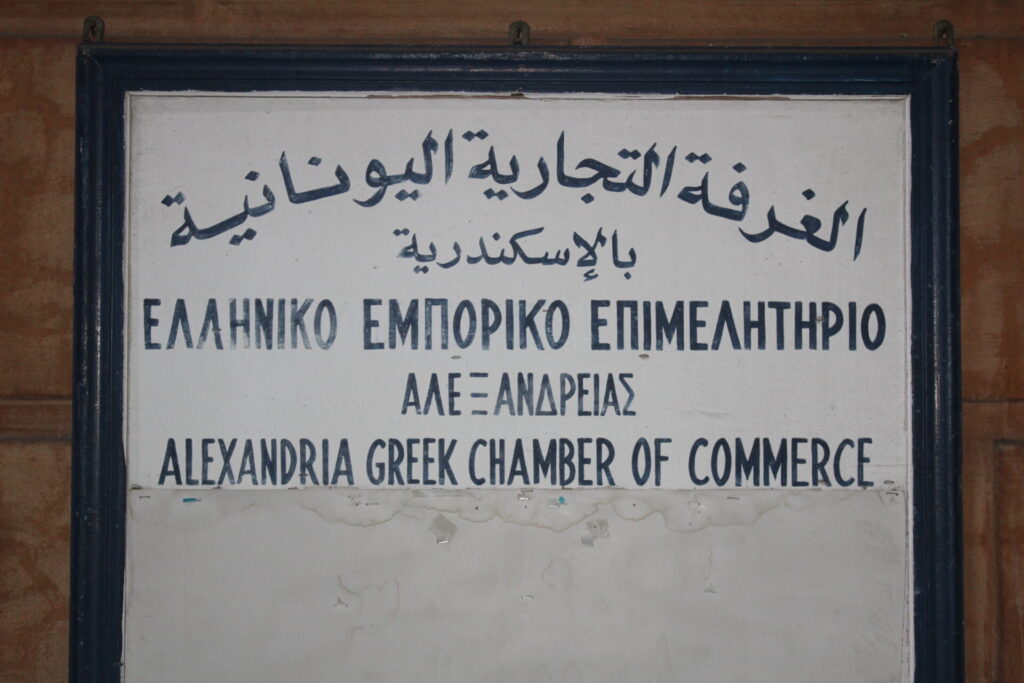 الغرفة التجارية اليونانية
بالإسكندرية
ΕΛΛΗΝΙΚΟ ΕΜΠΟΡΙΚΟ ΕΠΙΜΕΛΗΤΗΡΙΟ
ΑΛΕΞΑΝΔΡΕΙΑΣ
ALEXANDRIA GREEK CHAMBER OF COMMERCE